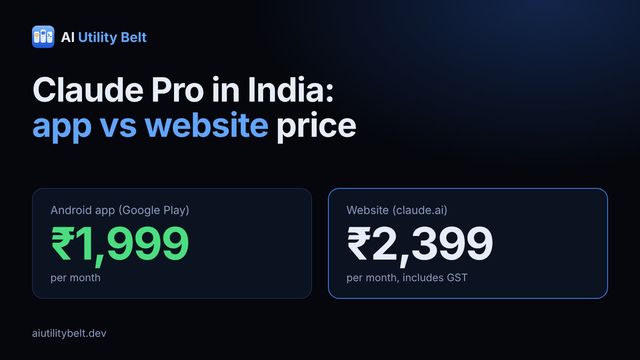 AI Utility Belt
Claude Pro in India:
app vs website price
Android app (Google Play)
₹1,999
per month
Website (claude.ai)
₹2,399
per month, includes GST
aiutilitybelt.dev